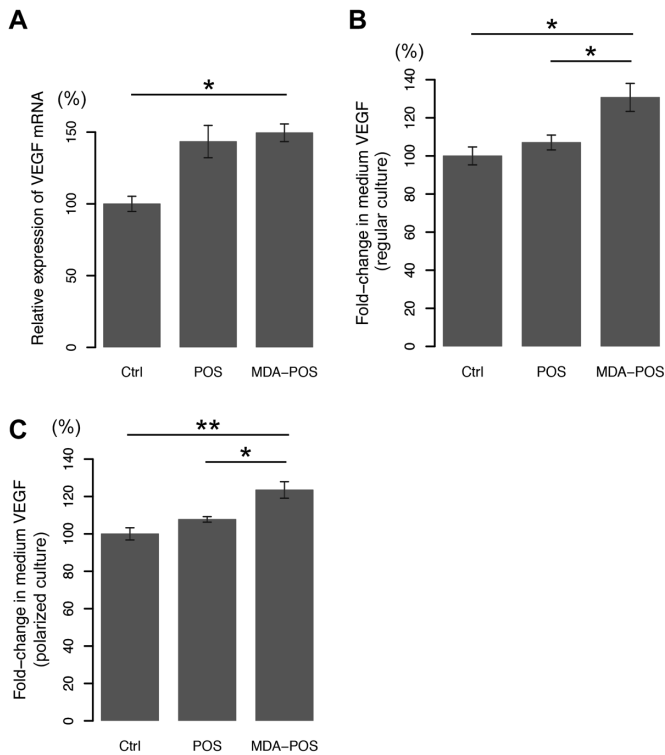 A
(%)
*
Relative expression of VEGF mRNA
150
100
50
0
Ctrl
POS
MDA−POS
B
(%)
*
*
Fold−change in medium VEGF
(regular culture)
140
120
100
80
60
40
20
0
Ctrl
POS
MDA−POS
C
(%)
**
*
Fold−change in medium VEGF
(polarized culture)
140
120
100
80
60
40
20
0
Ctrl
POS
MDA−POS